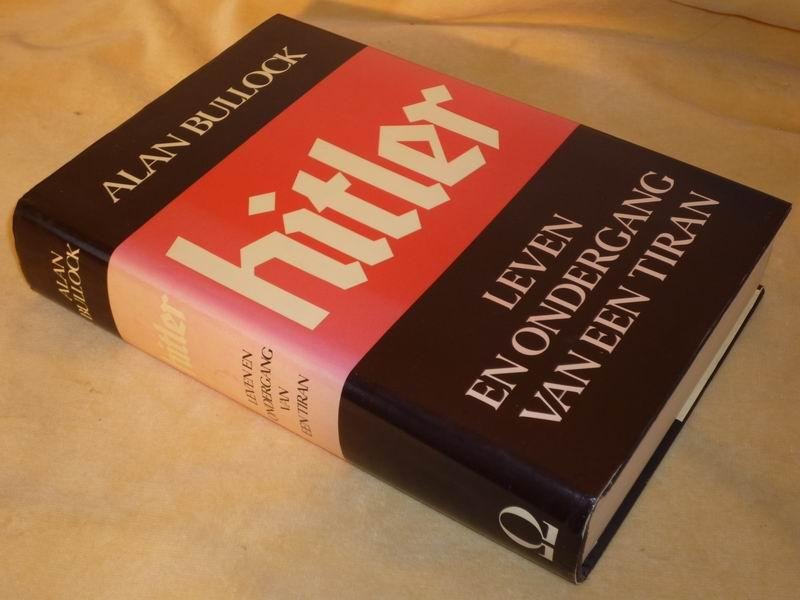 ALAN BULLOCK
hitler
LEVEN
EN ONDERGANG
VAN EEN TIRAN
ALAN
BULLOCK
hitler
LEVEN EN
ONDERGANG
VAN
EEN TIRAN
Ω